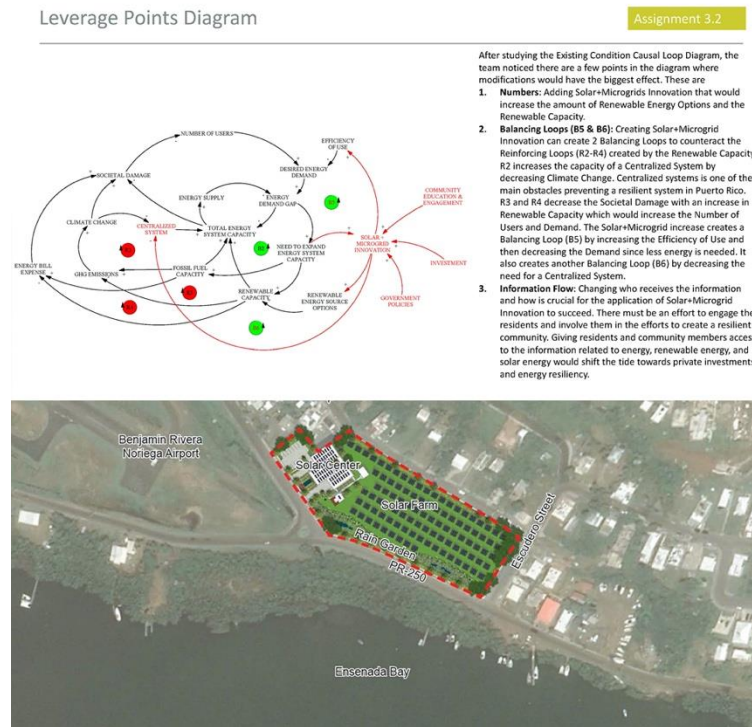 Leverage Points Diagram
Assignment 3.2
After studying the Existing Condition Causal Loop Diagram, the
team noticed there are a few points in the diagram where
modifications would have the biggest effect. These are
1. Numbers: Adding Solar+Microgrids Innovation that would
increase the amount of Renewable Energy Options and the
Renewable Capacity.
2. Balancing Loops (B5 & B6): Creating Solar+Microgrid
Innovation can create 2 Balancing Loops to counteract the
Reinforcing Loops (R2-R4) created by the Renewable Capacity
R2 increases the capacity of a Centralized System by
decreasing Climate Change. Centralized systems is one of the
main obstacles preventing a resilient system in Puerto Rico.
R3 and R4 decrease the Societal Damage with an increase in
Renewable Capacity which would increase the Number of
Users and Demand. The Solar+Microgrid increase creates a
Balancing Loop (B5) by increasing the Efficiency of Use and
then decreasing the Demand since less energy is needed. It
also creates another Balancing Loop (B6) by decreasing the
need for a Centralized System.
3. Information Flow: Changing who receives the information
and how is crucial for the application of Solar+Microgrid
Innovation to succeed. There must be an effort to engage the
residents and involve them in the efforts to create a resilient
community. Giving residents and community members acces
to the information related to energy, renewable energy, and
solar energy would shift the tide towards private investments
and energy resiliency.
NUMBER OF USERS
EFFICIENCY
OF USE
DESIRED ENERGY
DEMAND
SOCIETAL DAMAGE
ENERGY SUPPLY
ENERGY
DEMAND GAP
COMMUNITY
EDUCATION &
ENGAGEMENT
CLIMATE CHANGE
CENTRALIZED
SYSTEM
TOTAL ENERGY
SYSTEM CAPACITY
NEED TO EXPAND
ENERGY SYSTEM
CAPACITY
SOLAR +
MICROGRIDS
INNOVATION
ENERGY BILL
EXPENSE
GHG EMISSIONS
FOSSIL FUEL
CAPACITY
INVESTMENT
RENEWABLE
CAPACITY
RENEWABLE
ENERGY SOURCE
OPTIONS
GOVERNMENT
POLICIES
Benjamin Rivera
Noriega Airport
Solar Center
Solar Farm
Rain Garden
PR-250
Escudero Street
Ensenada Bay